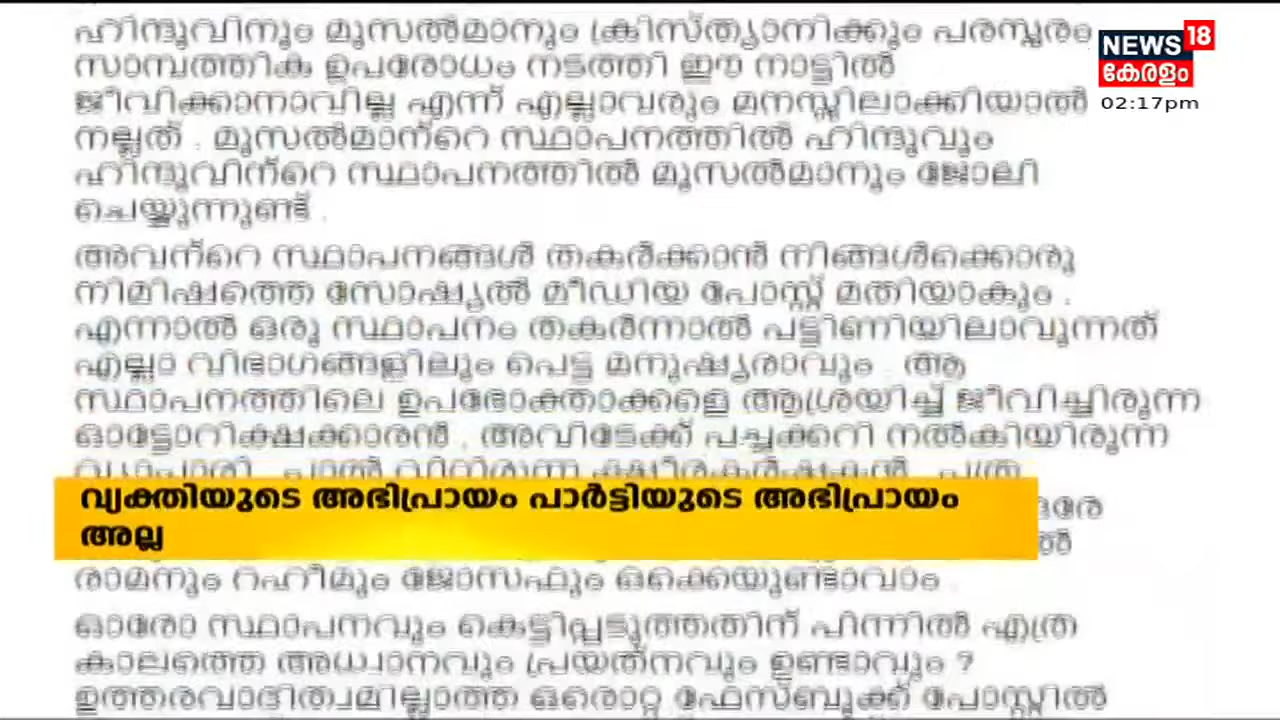 ഹിന്ദുവിനും മുസൽമാനും ക്രിസ്ത്യാനിക്കും പരസ്പരം
സാമ്പത്തിക ഉപരോധം നടത്തി ഈ നാട്ടിൽ
ജീവിക്കാനാവില്ല എന്ന് എല്ലാവരും മനസ്സിലാക്കിയാൽ
നല്ലത് . മുസൽമാന്റെ സ്ഥാപനത്തിൽ ഹിന്ദുവും
ഹിന്ദുവിന്റെ സ്ഥാപനത്തിൽ മുസൽമാനും ജോലി
ചെയ്യുന്നുണ്ട് .
NEWS 18
കേരളം
02:17pm
അവന്റെ സ്ഥാപനങ്ങൾ തകർക്കാൻ നിങ്ങൾക്കൊരു
നിമിഷത്തെ സോഷ്യൽ മീഡിയ പോസ്റ്റ് മതിയാകും .
എന്നാൽ ഒരു സ്ഥാപനം തകർന്നാൽ പട്ടിണിയിലാവുന്നത്
എല്ലാ വിഭാഗങ്ങളിലും പെട്ട മനുഷ്യരാവും . ആ
സ്ഥാപനത്തിലെ ഉപഭോക്താക്കളെ ആശ്രയിച്ച് ജീവിച്ചിരുന്ന
ഓട്ടോറിക്ഷക്കാരൻ , അവിടേക്ക് പച്ചക്കറി നൽകിയിരുന്ന
വ്യക്തിയുടെ അഭിപ്രായം പാർട്ടിയുടെ അഭിപ്രായം
അല്ല
രാമനും റഹീമും ജോസഫും ഒക്കെയുണ്ടാവാം .
ഓരോ സ്ഥാപനവും കെട്ടിപ്പടുത്തതിന് പിന്നിൽ എത്ര
കാലത്തെ അധ്വാനവും പ്രയത്നവും ഉണ്ടാവും ?
ഉത്തരവാദിത്വമില്ലാത്ത ഒരൊറ്റ ഫേസ്ബുക്ക് പോസ്റ്റിൽ